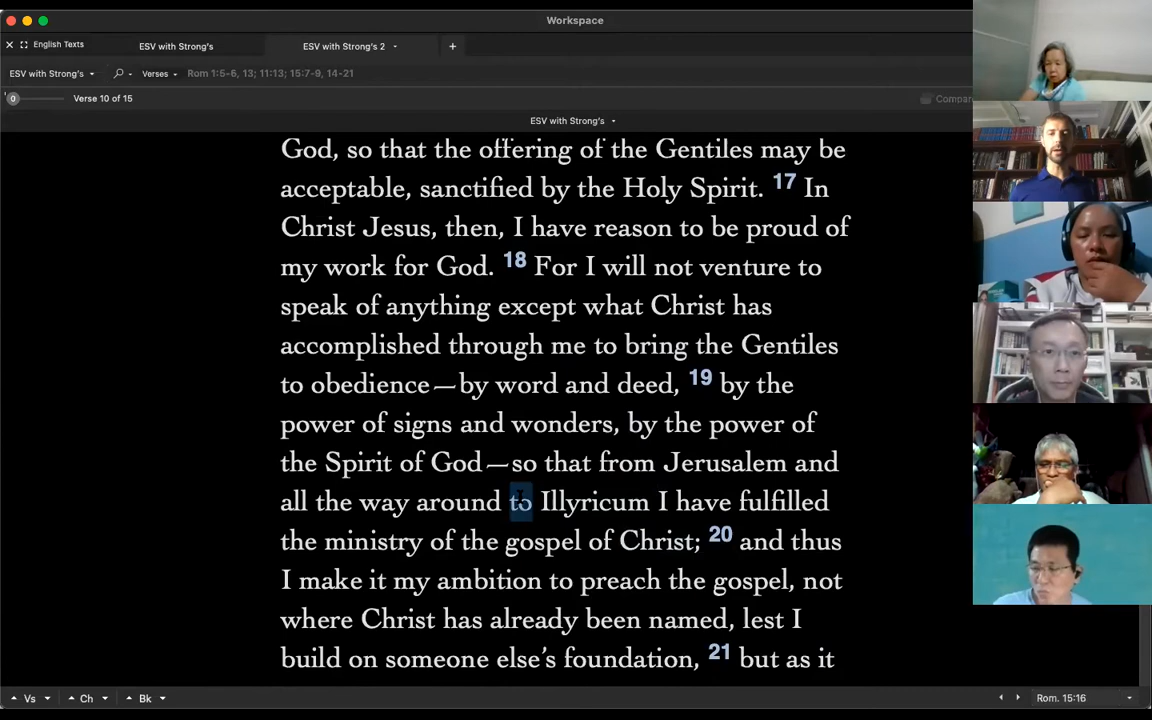 Workspace
English Texts
ESV with Strong's
ESV with Strong's 2
ESV with Strong's
Verses
Rom 1:5-6, 13; 11:13; 15:7-9, 14-21
0
Verse 10 of 15
Compar
ESV with Strong's
God, so that the offering of the Gentiles may be
acceptable, sanctified by the Holy Spirit. 17 In
Christ Jesus, then, I have reason to be proud of
my work for God. 18 For I will not venture to
speak of anything except what Christ has
accomplished through me to bring the Gentiles
to obedience—by word and deed, 19 by the
power of signs and wonders, by the power of
the Spirit of God—so that from Jerusalem and
all the way around to Illyricum I have fulfilled
the ministry of the gospel of Christ; 20 and thus
I make it my ambition to preach the gospel, not
where Christ has already been named, lest I
build on someone else's foundation, 21 but as it
Vs
Ch
Bk
Rom. 15:16